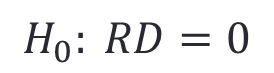 H₀: RD = 0